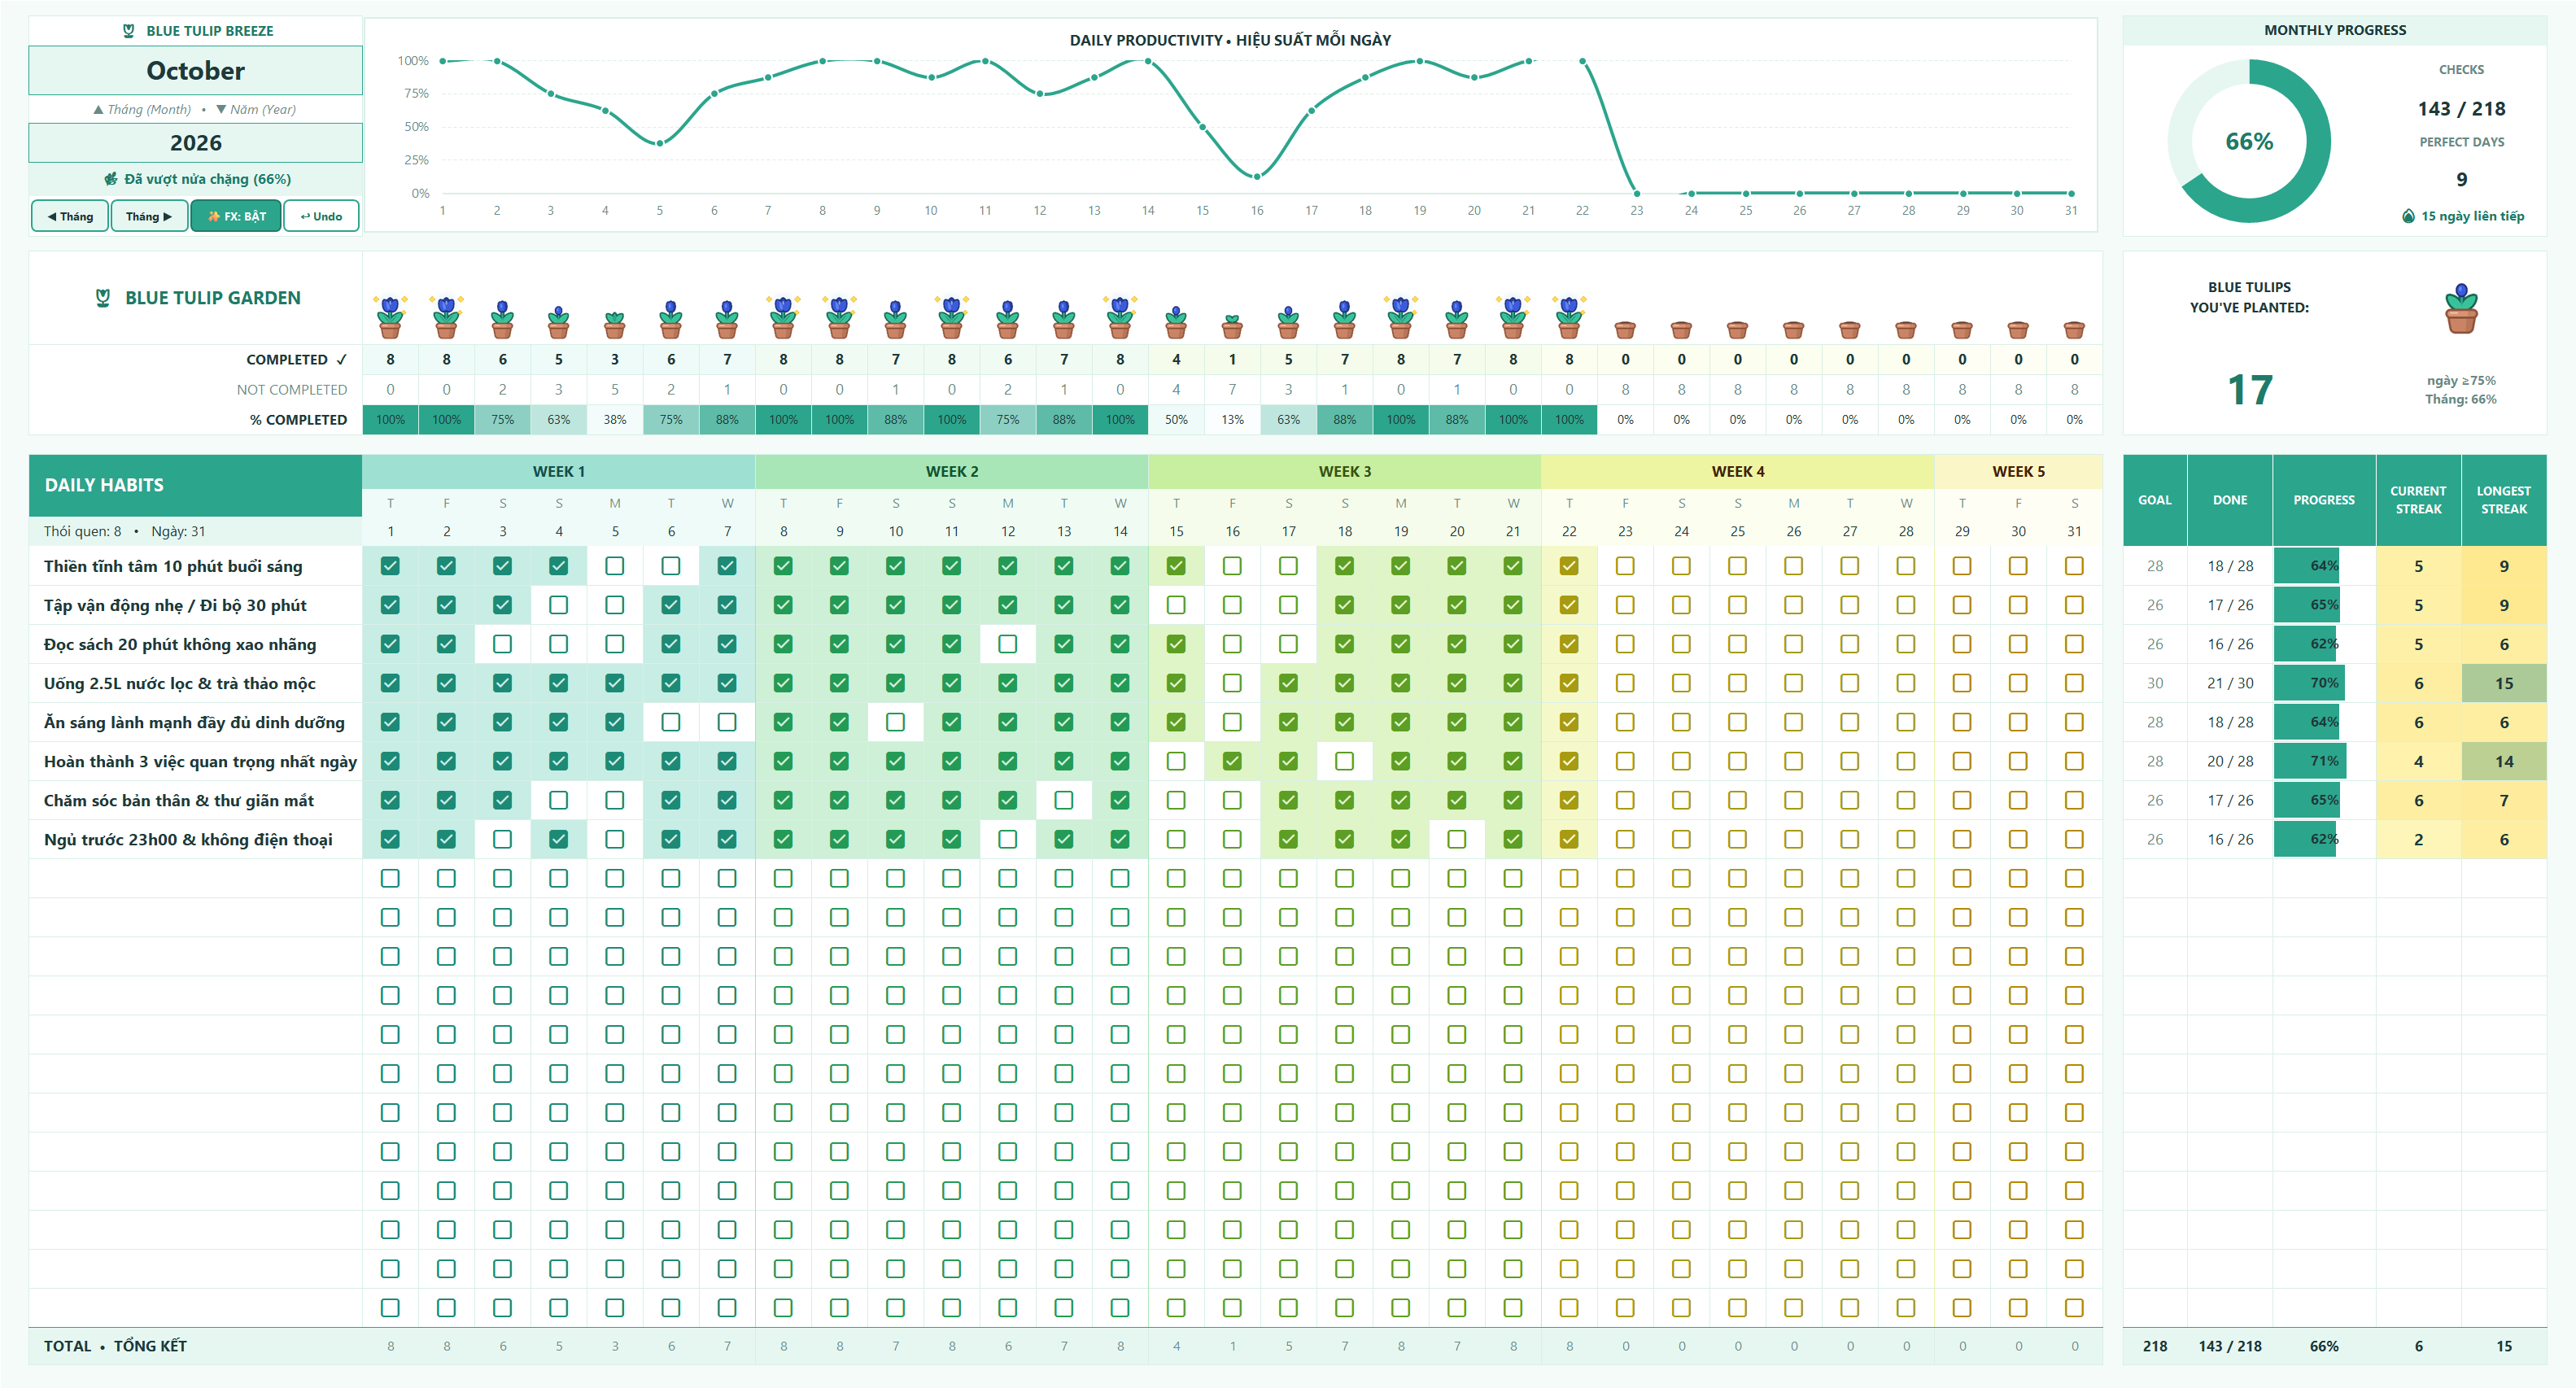 BLUE TULIP BREEZE
October
▲ Tháng (Month) • ▼ Năm (Year)
2026
Đã vượt nửa chặng (66%)
◀ Tháng Tháng ▶ FX: BẬT ↩ Undo
DAILY PRODUCTIVITY • HIỆU SUẤT MỖI NGÀY
100%
75%
50%
25%
0%
1 2 3 4 5 6 7 8 9 10 11 12 13 14 15 16 17 18 19 20 21 22 23 24 25 26 27 28 29 30 31
MONTHLY PROGRESS
66%
CHECKS
143 / 218
PERFECT DAYS
9
15 ngày liên tiếp
BLUE TULIP GARDEN
COMPLETED ✓ 8 8 6 5 3 6 7 8 8 7 8 6 7 8 4 1 5 7 8 7 8 8 0 0 0 0 0 0 0 0 0
NOT COMPLETED 0 0 2 3 5 2 1 0 0 1 0 2 1 0 4 7 3 1 0 1 0 0 8 8 8 8 8 8 8 8 8
% COMPLETED 100% 100% 75% 63% 38% 75% 88% 100% 100% 88% 100% 75% 88% 100% 50% 13% 63% 88% 100% 88% 100% 100% 0% 0% 0% 0% 0% 0% 0% 0% 0%
BLUE TULIPS
YOU'VE PLANTED:
17
ngày ≥75%
Tháng: 66%
DAILY HABITS
WEEK 1 WEEK 2 WEEK 3 WEEK 4 WEEK 5
T F S S M T W T F S S M T W T F S S M T W T F S S M T W T F S
Thói quen: 8 • Ngày: 31
1 2 3 4 5 6 7 8 9 10 11 12 13 14 15 16 17 18 19 20 21 22 23 24 25 26 27 28 29 30 31
GOAL DONE PROGRESS CURRENT STREAK LONGEST STREAK
Thiền tĩnh tâm 10 phút buổi sáng 28 18 / 28 64% 5 9
Tập vận động nhẹ / Đi bộ 30 phút 26 17 / 26 65% 5 9
Đọc sách 20 phút không xao nhãng 26 16 / 26 62% 5 6
Uống 2.5L nước lọc & trà thảo mộc 30 21 / 30 70% 6 15
Ăn sáng lành mạnh đầy đủ dinh dưỡng 28 18 / 28 64% 6 6
Hoàn thành 3 việc quan trọng nhất ngày 28 20 / 28 71% 4 14
Chăm sóc bản thân & thư giãn mắt 26 17 / 26 65% 6 7
Ngủ trước 23h00 & không điện thoại 26 16 / 26 62% 2 6
TOTAL • TỔNG KẾT 8 8 6 5 3 6 7 8 8 7 8 6 7 8 4 1 5 7 8 7 8 8 0 0 0 0 0 0 0 0 0 218 143 / 218 66% 6 15